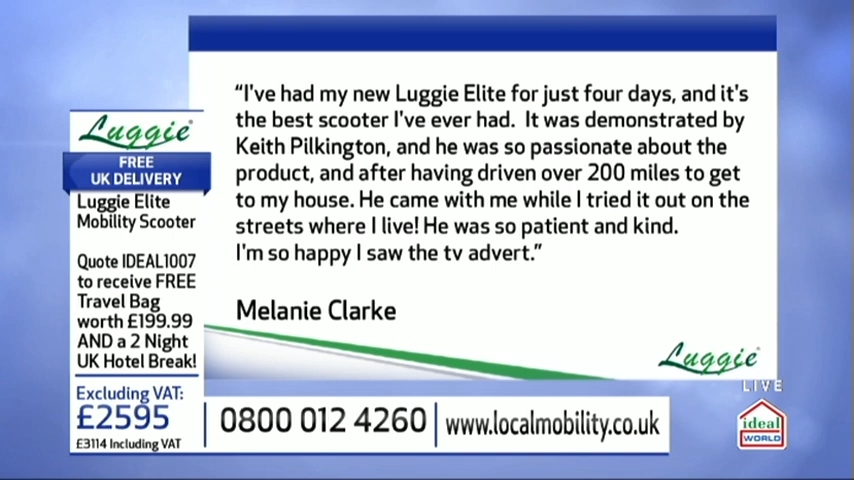 “I've had my new Luggie Elite for just four days, and it's
the best scooter I've ever had. It was demonstrated by
Keith Pilkington, and he was so passionate about the
product, and after having driven over 200 miles to get
to my house. He came with me while I tried it out on the
streets where I live! He was so patient and kind.
I'm so happy I saw the tv advert.”
Melanie Clarke
Luggie
Luggie
FREE
UK DELIVERY
Luggie Elite
Mobility Scooter
Quote IDEAL1007
to receive FREE
Travel Bag
worth £199.99
AND a 2 Night
UK Hotel Break!
Excluding VAT:
£2595
£3114 Including VAT
0800 012 4260
www.localmobility.co.uk
LIVE
ideal
WORLD